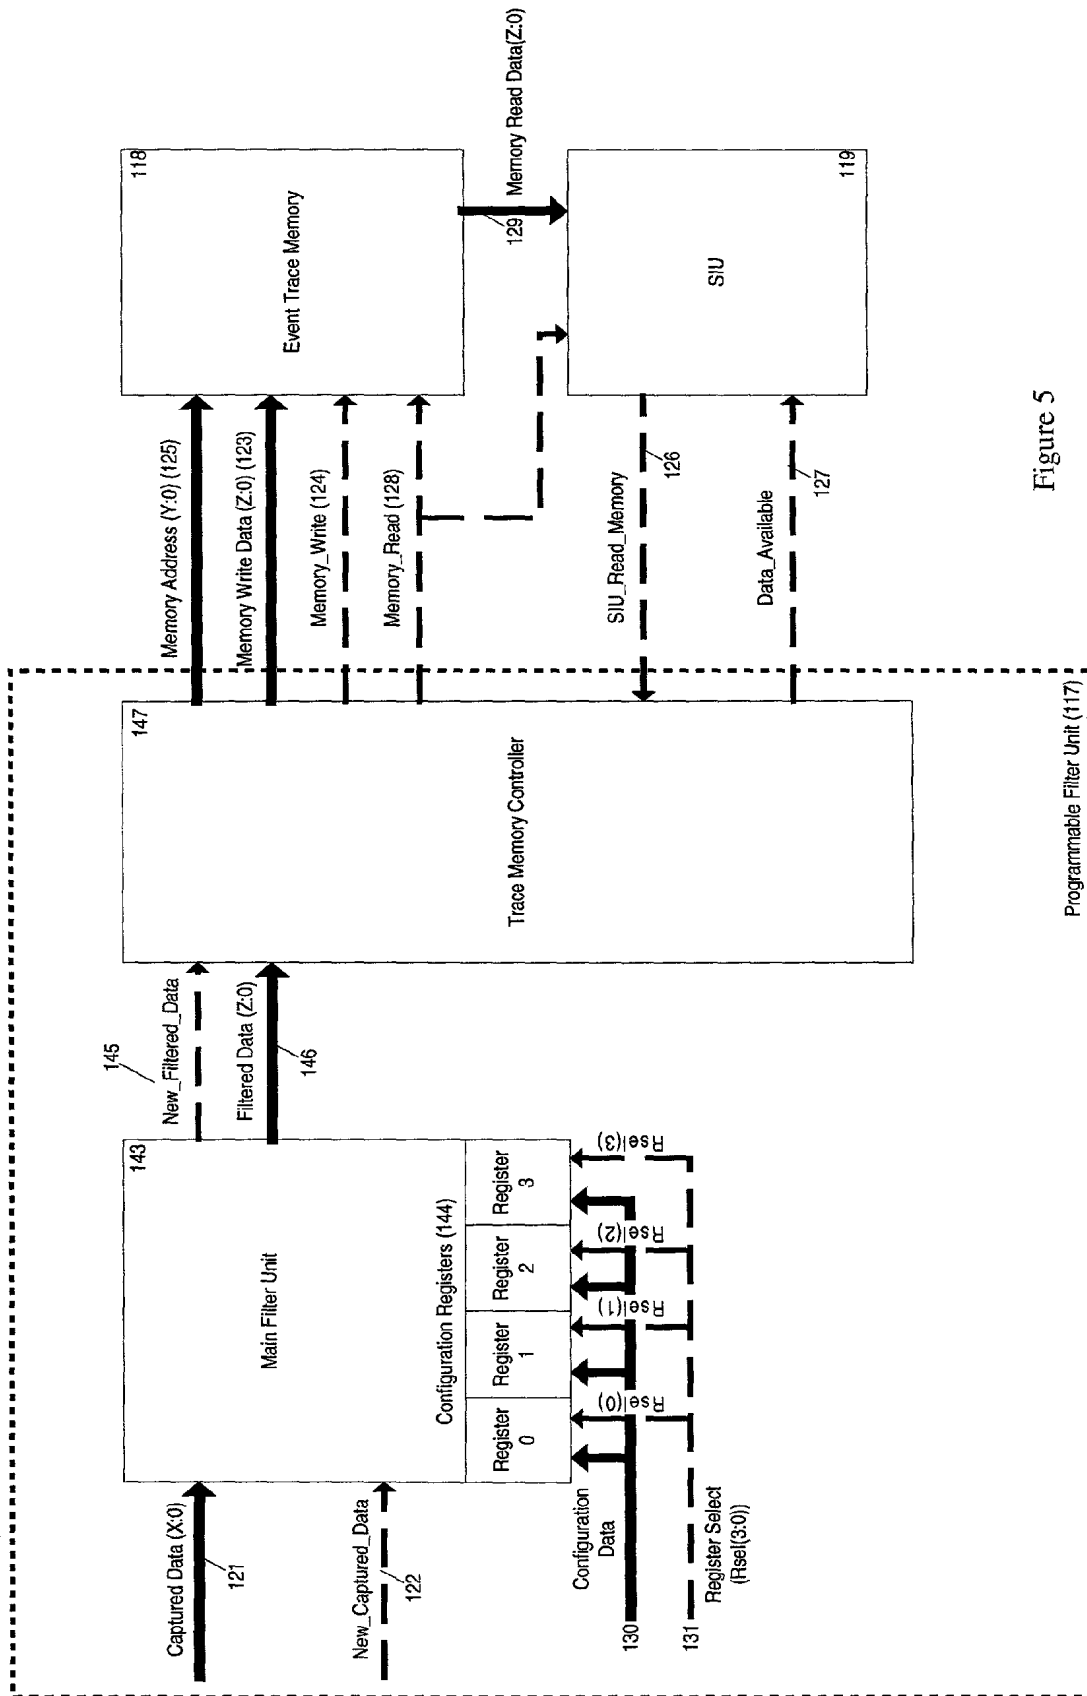 Captured Data (X:0)
121
New_Captured_Data
122
Configuration
Data
130
131
Register Select
(Rsel(3:0))
143
Main Filter Unit
Configuration Registers (144)
Register
0
Register
1
Register
2
Register
3
Rsel(0)
Rsel(1)
Rsel(2)
Rsel(3)
145
New_Filtered_Data
Filtered Data (Z:0)
146
147
Trace Memory Controller
Programmable Filter Unit (117)
Memory Address (Y:0) (125)
Memory Write Data (Z:0) (123)
Memory_Write (124)
Memory_Read (128)
SIU_Read_Memory
126
Data_Available
127
118
Event Trace Memory
129
Memory Read Data(Z:0)
SIU
119
Figure 5